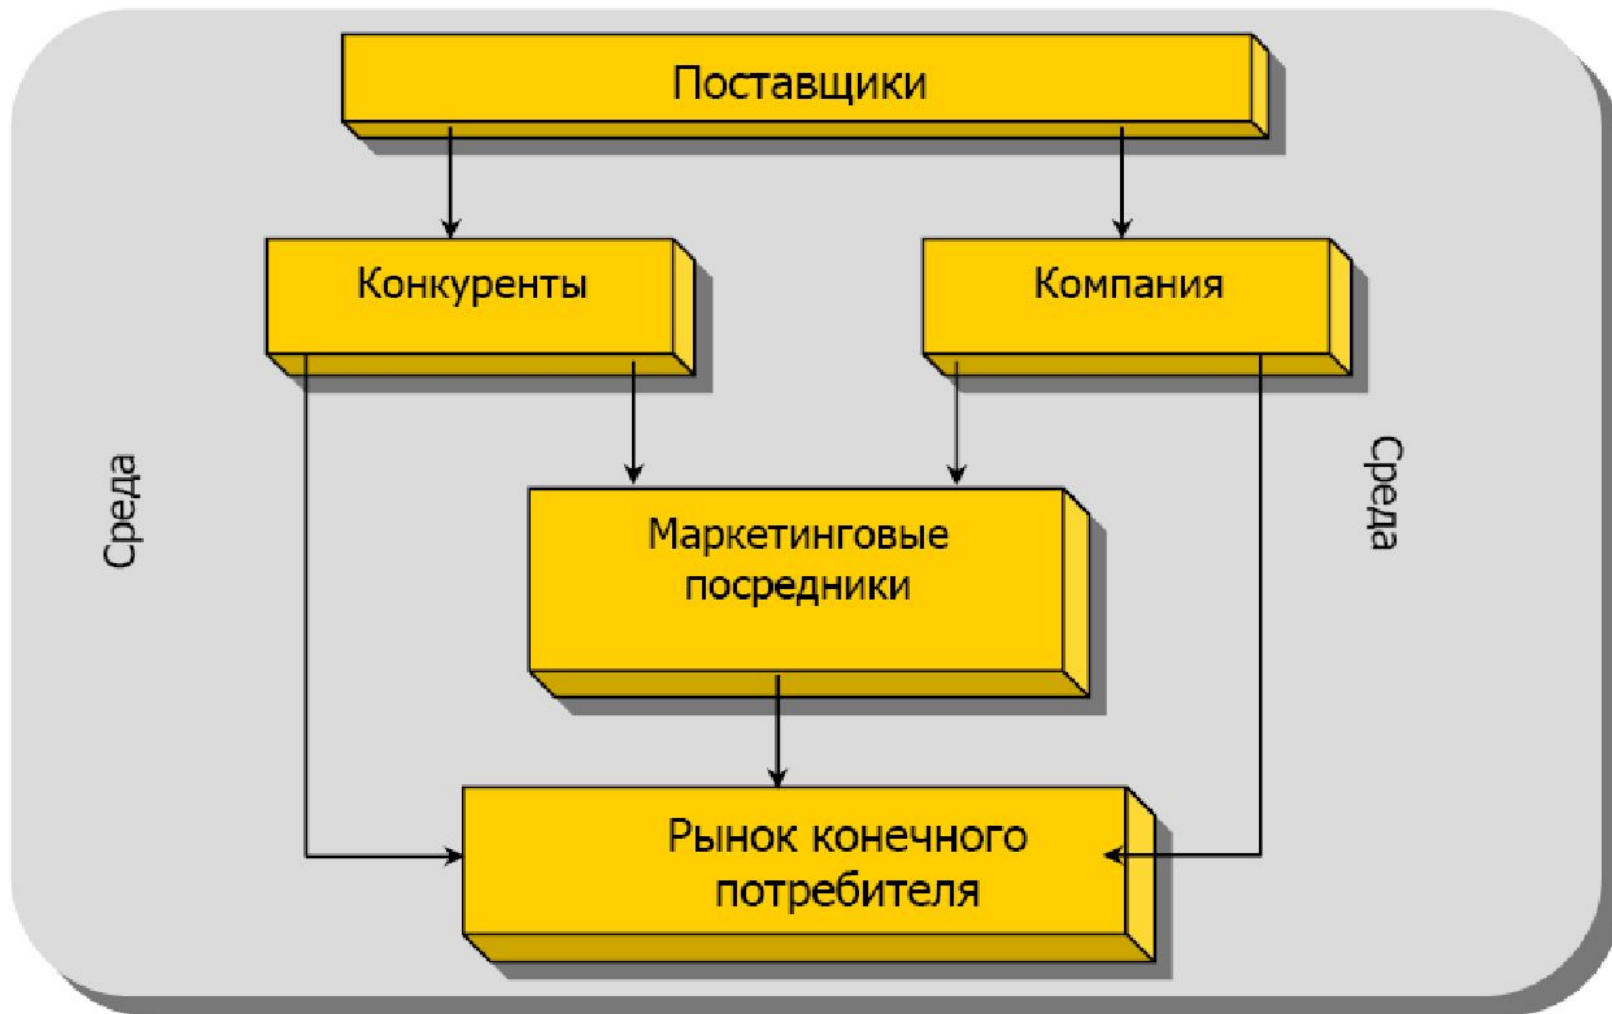 Поставщики
Конкуренты
Компания
Среда
Среда
Маркетинговые
посредники
Рынок конечного
потребителя